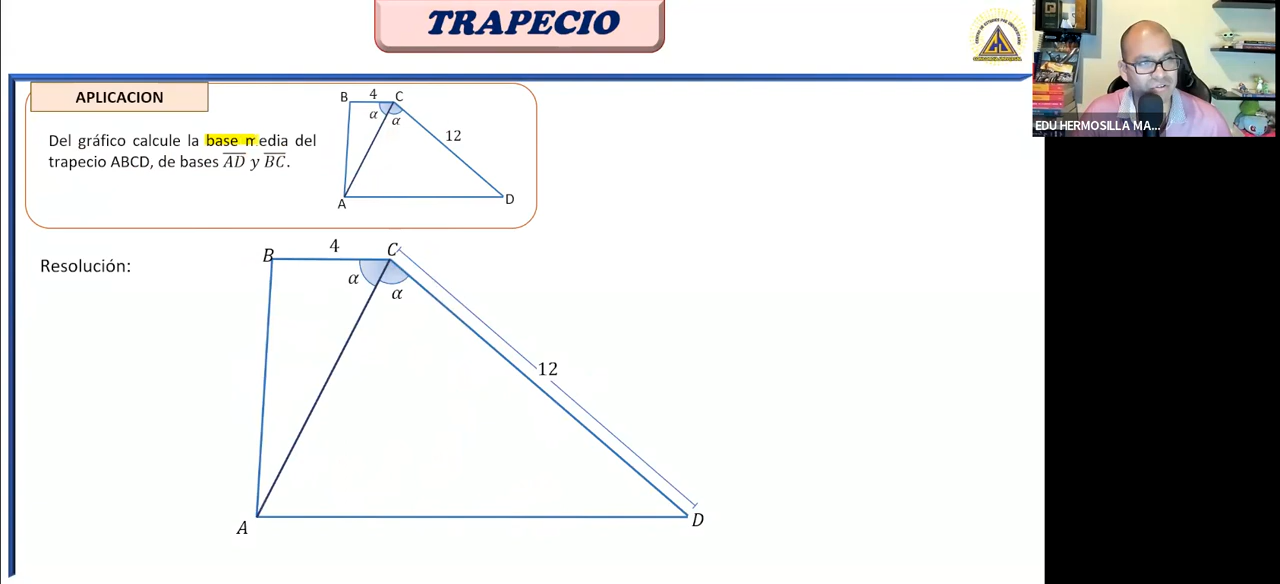 TRAPECIO
APLICACION
Del gráfico calcule la base media del
trapecio ABCD, de bases AD y BC.
B 4 C
α α
12
A D
EDU HERMOSILLA MA...
Resolución:
B 4 C
α α
12
A D